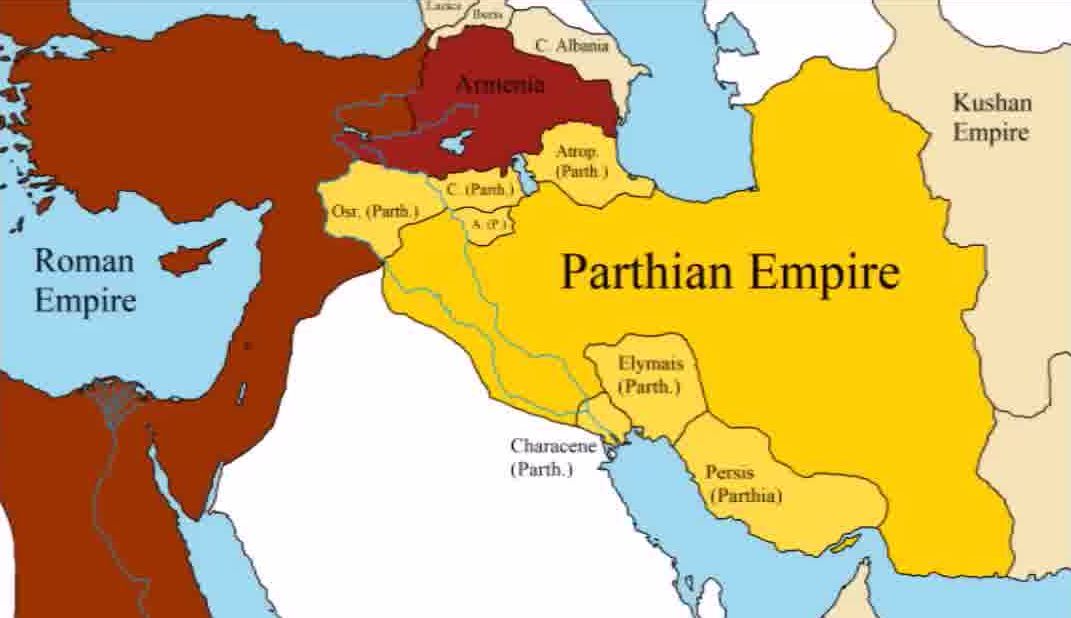 Lazica
Iberia
C. Albania
Armenia
Kushan
Empire
Atrop.
(Parth.)
C. (Parth.)
Osr. (Parth.)
A. (P.)
Roman
Empire
Parthian Empire
Elymais
(Parth.)
Characene
(Parth.)
Persis
(Parthia)